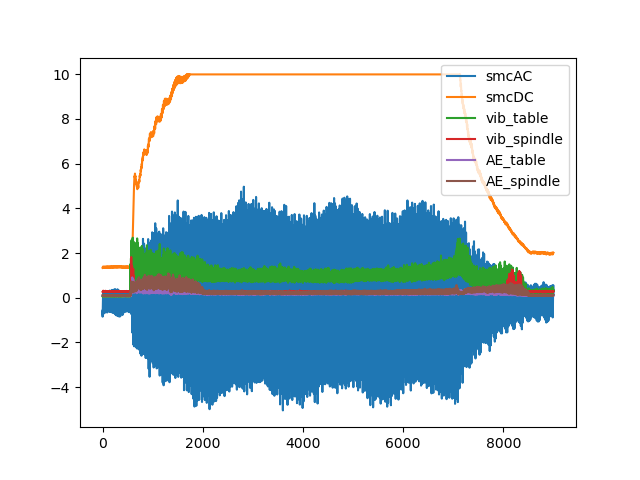 10
8
6
4
2
0
−2
−4
0
2000
4000
6000
8000
smcAC
smcDC
vib_table
vib_spindle
AE_table
AE_spindle